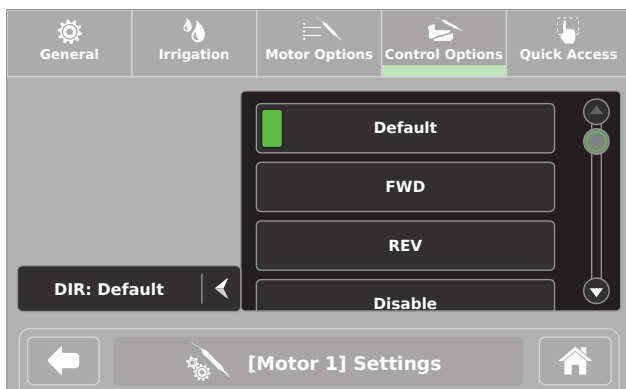 General Irrigation Motor Options Control Options Quick Access
Default
FWD
REV
DIR: Default
Disable
[Motor 1] Settings